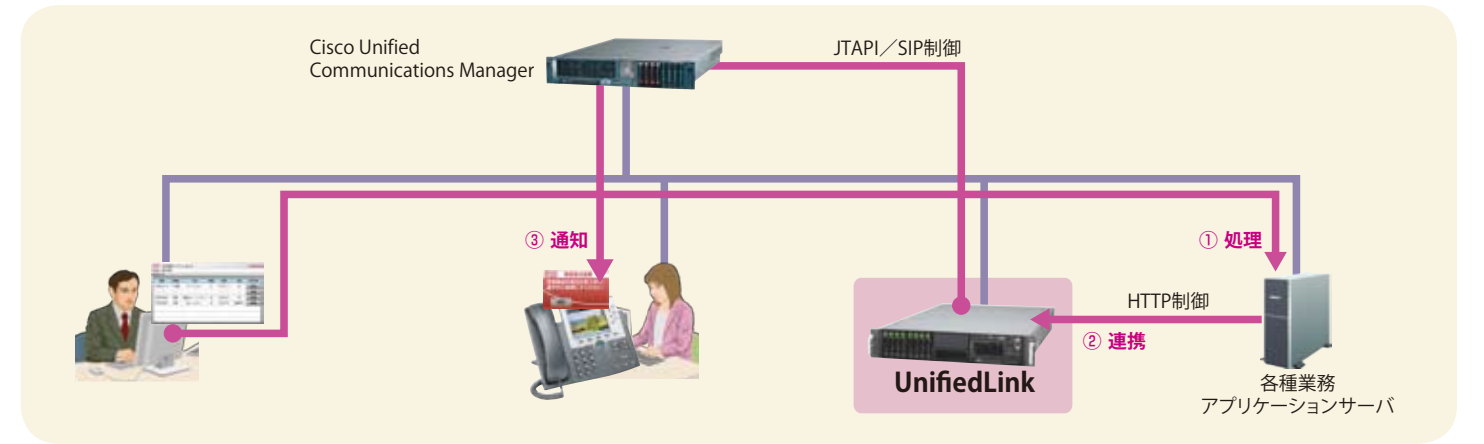 Cisco Unified
Communications Manager
JTAPI／SIP制御
③ 通知
① 処理
HTTP制御
② 連携
UnifiedLink
各種業務
アプリケーションサーバ